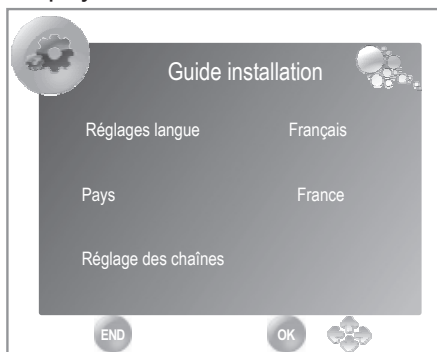 Guide installation
Réglages langue Français
Pays France
Réglage des chaînes
END OK